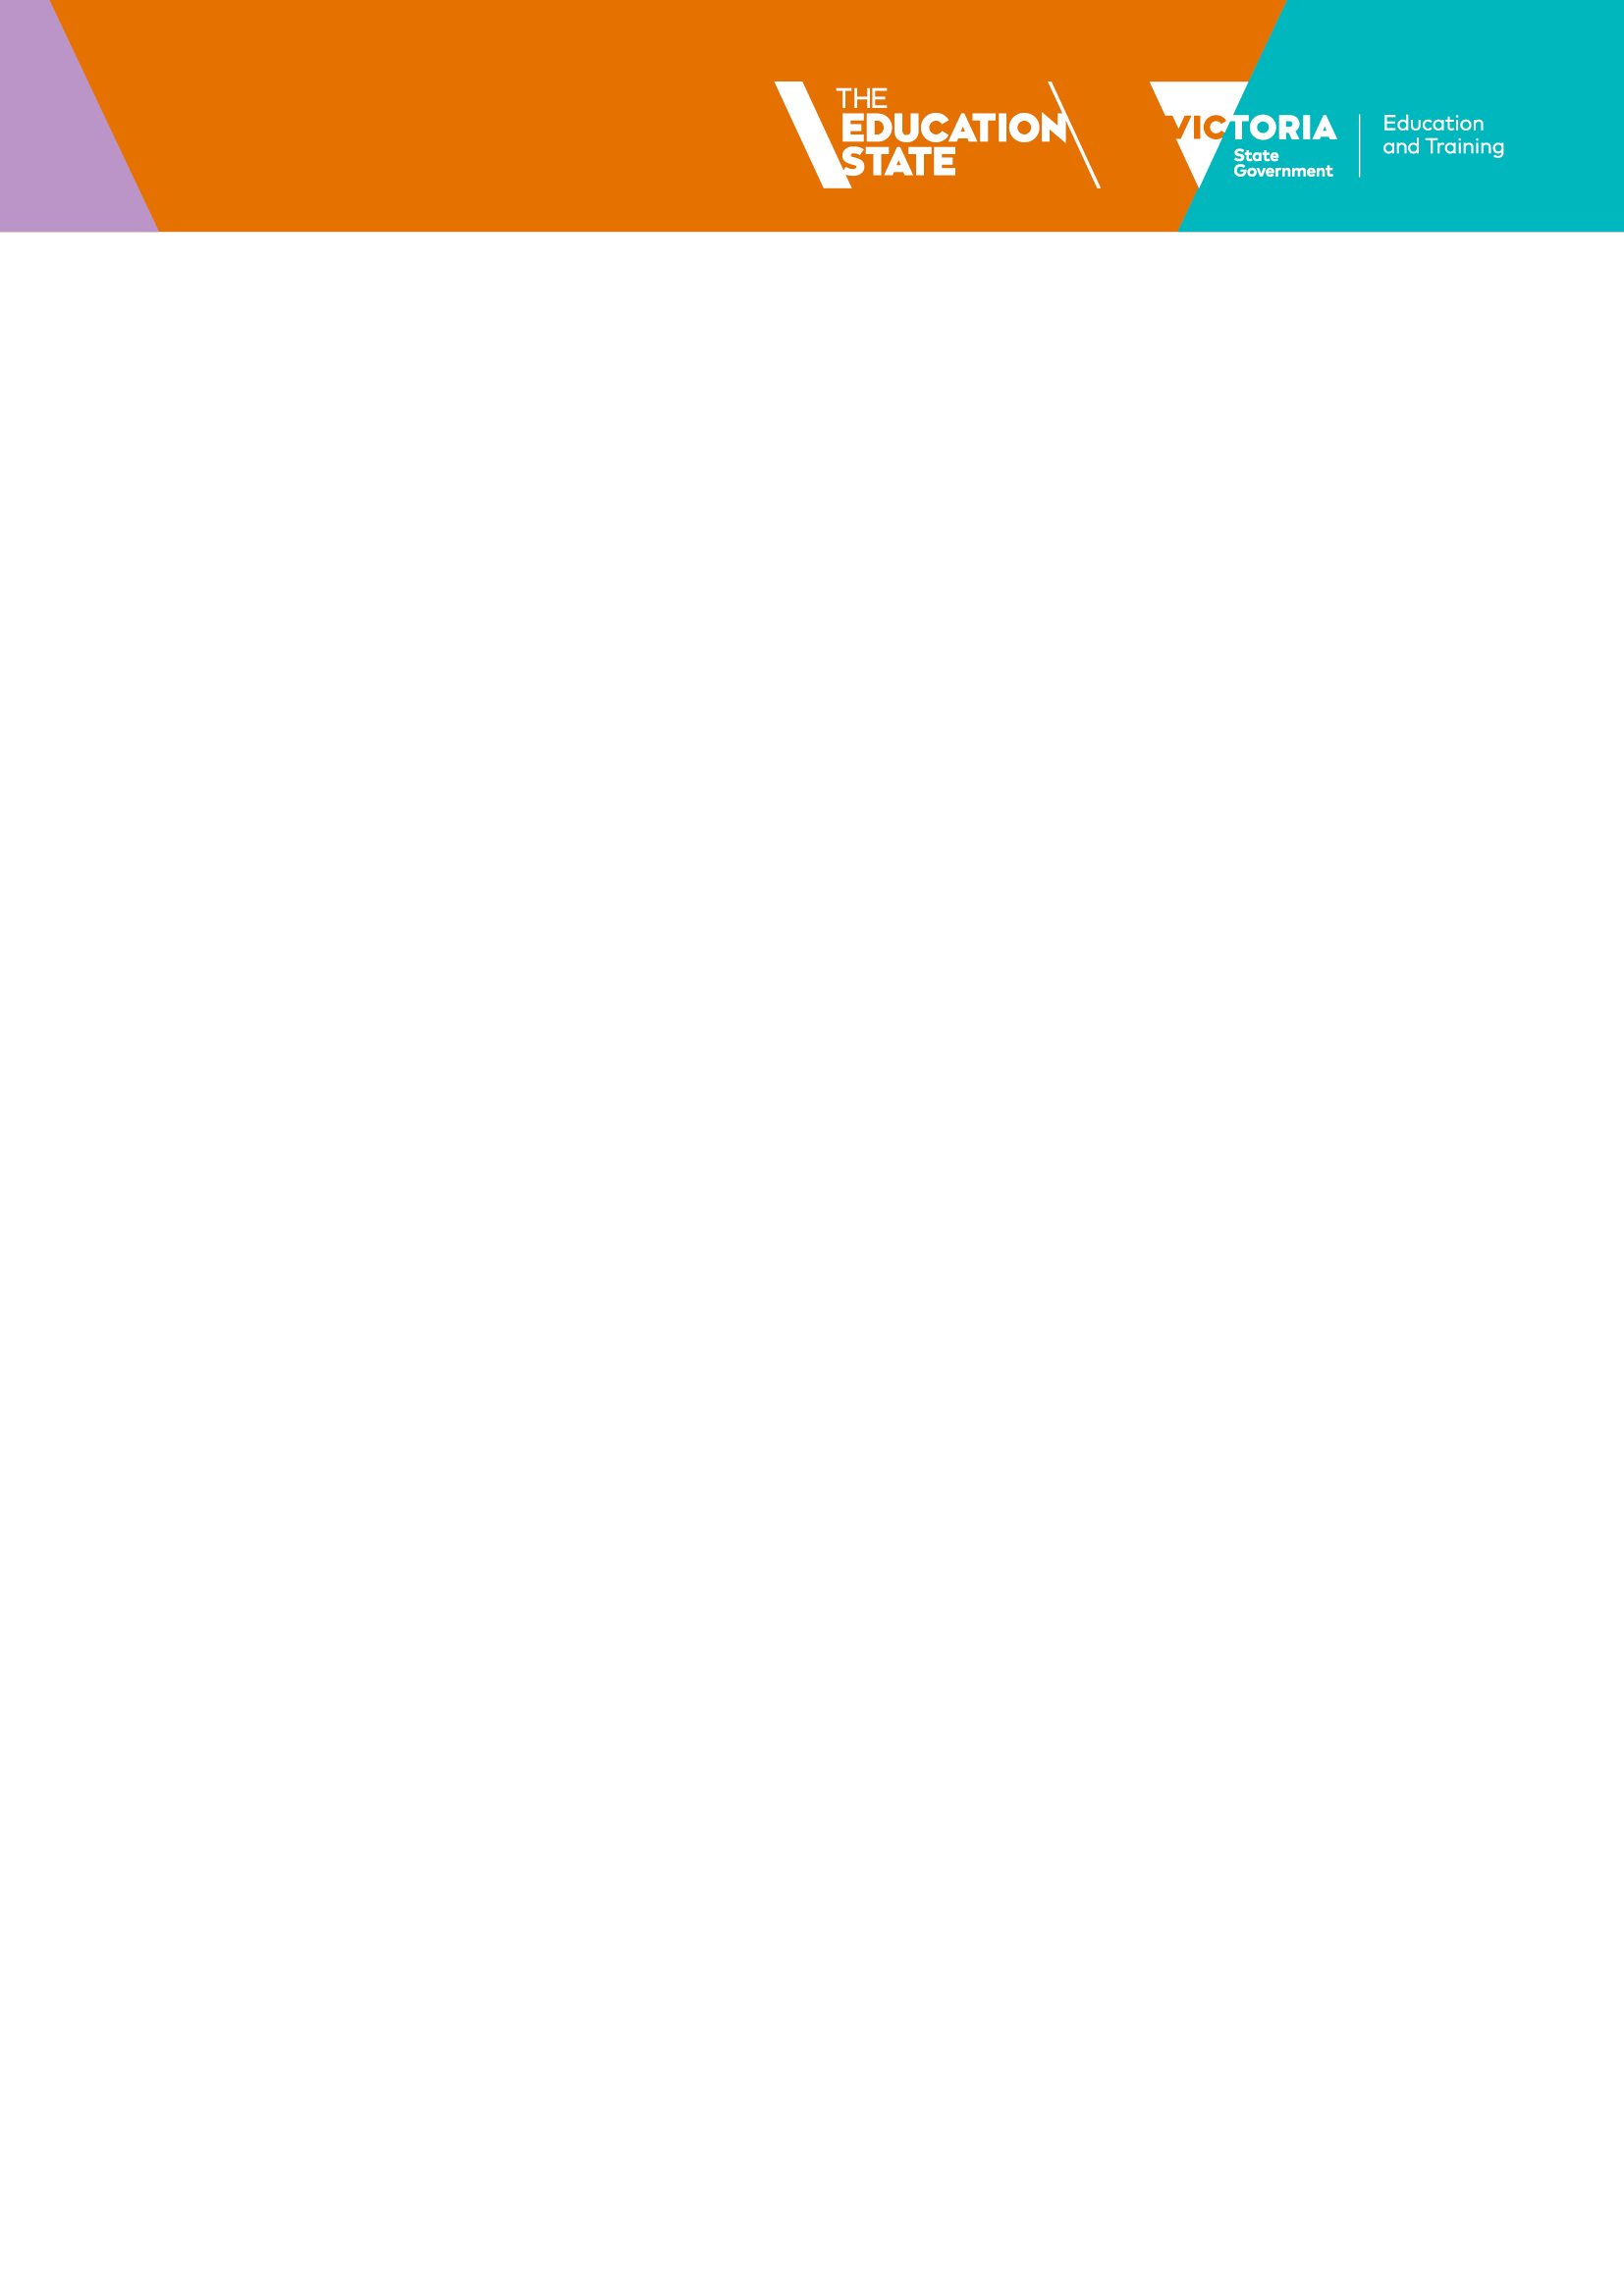 THE
EDUCATION
STATE
VICTORIA
State
Government
Education
and Training